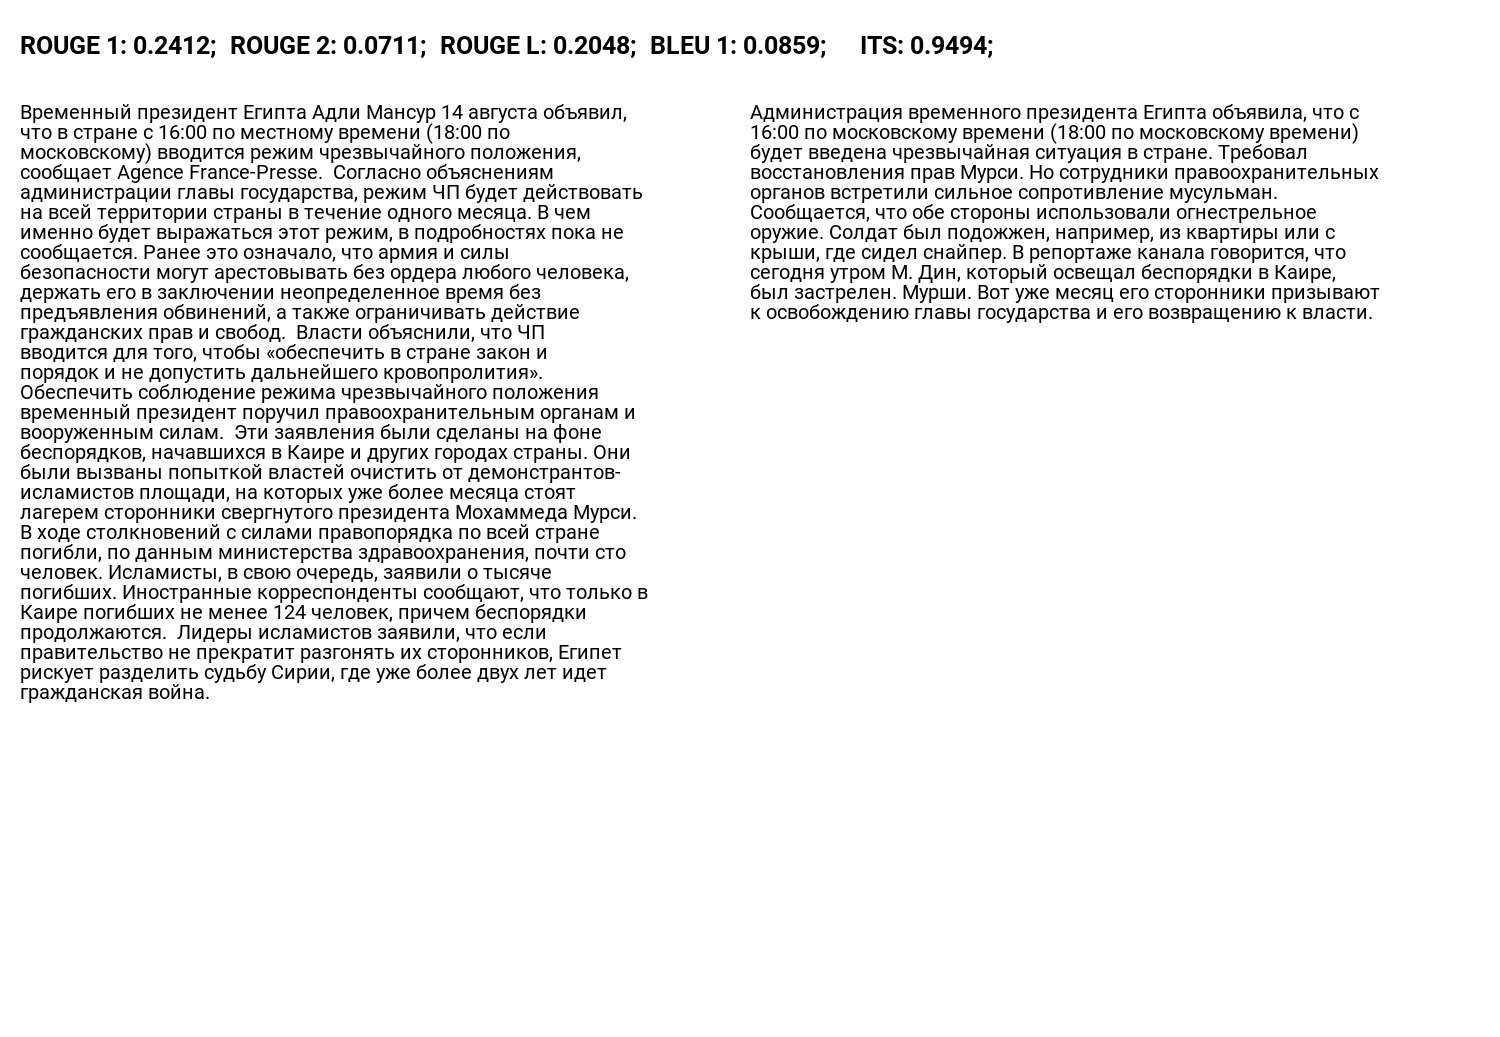 ROUGE 1: 0.2412;  ROUGE 2: 0.0711;  ROUGE L: 0.2048;  BLEU 1: 0.0859;     ITS: 0.9494;
Временный президент Египта Адли Мансур 14 августа объявил,
что в стране с 16:00 по местному времени (18:00 по
московскому) вводится режим чрезвычайного положения,
сообщает Agence France-Presse.  Согласно объяснениям
администрации главы государства, режим ЧП будет действовать
на всей территории страны в течение одного месяца. В чем
именно будет выражаться этот режим, в подробностях пока не
сообщается. Ранее это означало, что армия и силы
безопасности могут арестовывать без ордера любого человека,
держать его в заключении неопределенное время без
предъявления обвинений, а также ограничивать действие
гражданских прав и свобод.  Власти объяснили, что ЧП
вводится для того, чтобы «обеспечить в стране закон и
порядок и не допустить дальнейшего кровопролития».
Обеспечить соблюдение режима чрезвычайного положения
временный президент поручил правоохранительным органам и
вооруженным силам.  Эти заявления были сделаны на фоне
беспорядков, начавшихся в Каире и других городах страны. Они
были вызваны попыткой властей очистить от демонстрантов-
исламистов площади, на которых уже более месяца стоят
лагерем сторонники свергнутого президента Мохаммеда Мурси.
В ходе столкновений с силами правопорядка по всей стране
погибли, по данным министерства здравоохранения, почти сто
человек. Исламисты, в свою очередь, заявили о тысяче
погибших. Иностранные корреспонденты сообщают, что только в
Каире погибших не менее 124 человек, причем беспорядки
продолжаются.  Лидеры исламистов заявили, что если
правительство не прекратит разгонять их сторонников, Египет
рискует разделить судьбу Сирии, где уже более двух лет идет
гражданская война.
Администрация временного президента Египта объявила, что с
16:00 по московскому времени (18:00 по московскому времени)
будет введена чрезвычайная ситуация в стране. Требовал
восстановления прав Мурси. Но сотрудники правоохранительных
органов встретили сильное сопротивление мусульман.
Сообщается, что обе стороны использовали огнестрельное
оружие. Солдат был подожжен, например, из квартиры или с
крыши, где сидел снайпер. В репортаже канала говорится, что
сегодня утром М. Дин, который освещал беспорядки в Каире,
был застрелен. Мурши. Вот уже месяц его сторонники призывают
к освобождению главы государства и его возвращению к власти.